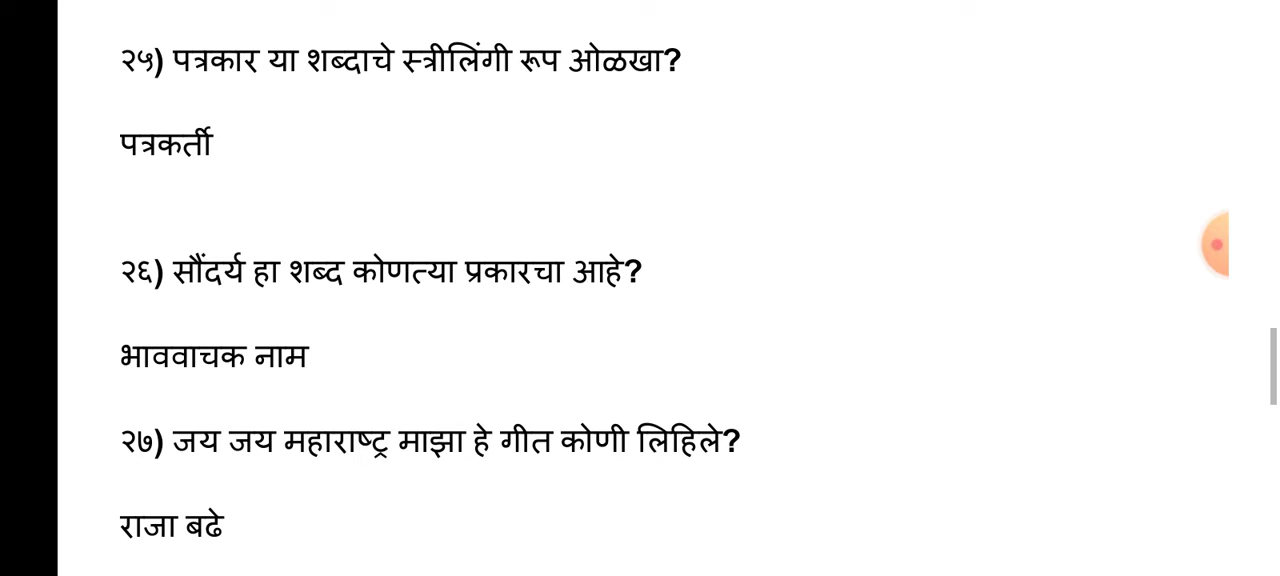 २५) पत्रकार या शब्दाचे स्त्रीलिंगी रूप ओळखा?
पत्रकर्ती
२६) सौंदर्य हा शब्द कोणत्या प्रकारचा आहे?
भाववाचक नाम
२७) जय जय महाराष्ट्र माझा हे गीत कोणी लिहिले?
राजा बढे